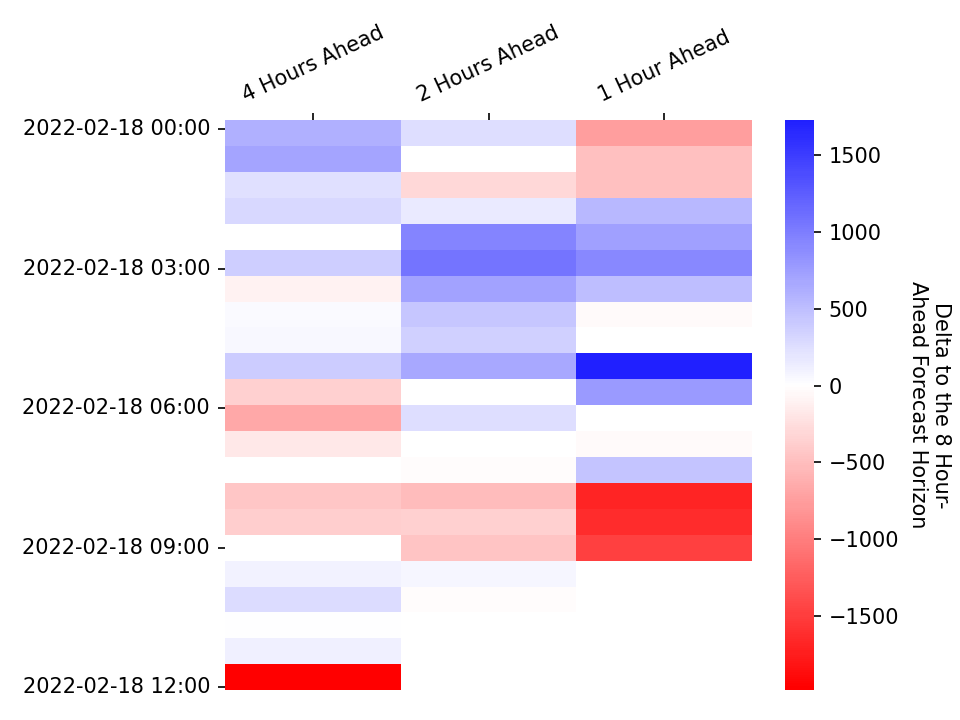 4 Hours Ahead
2 Hours Ahead
1 Hour Ahead
2022-02-18 00:00
2022-02-18 03:00
2022-02-18 06:00
2022-02-18 09:00
2022-02-18 12:00
1500
1000
500
0
−500
−1000
−1500
Delta to the 8 Hour-
Ahead Forecast Horizon